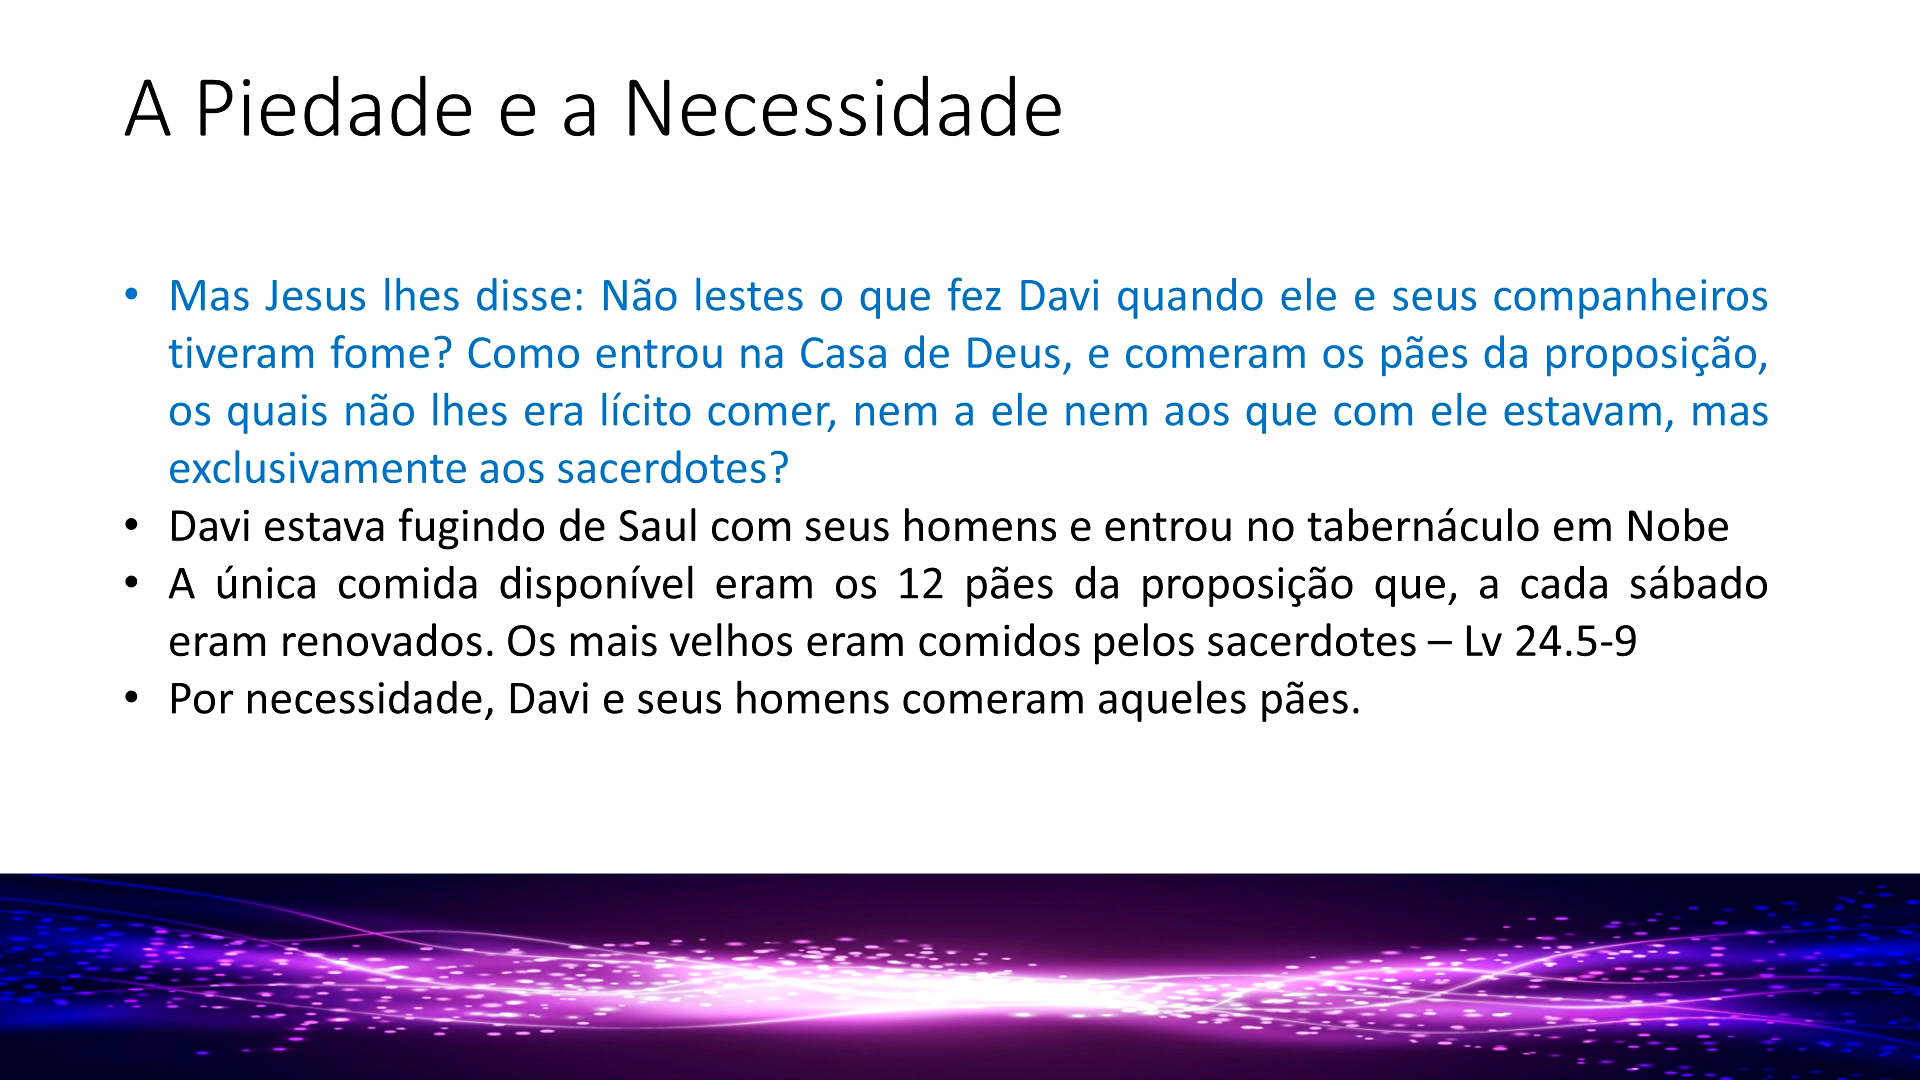 A Piedade e a Necessidade
• Mas Jesus lhes disse: Não lestes o que fez Davi quando ele e seus companheiros
tiveram fome? Como entrou na Casa de Deus, e comeram os pães da proposição,
os quais não lhes era lícito comer, nem a ele nem aos que com ele estavam, mas
exclusivamente aos sacerdotes?
• Davi estava fugindo de Saul com seus homens e entrou no tabernáculo em Nobe
• A única comida disponível eram os 12 pães da proposição que, a cada sábado
eram renovados. Os mais velhos eram comidos pelos sacerdotes – Lv 24.5-9
• Por necessidade, Davi e seus homens comeram aqueles pães.